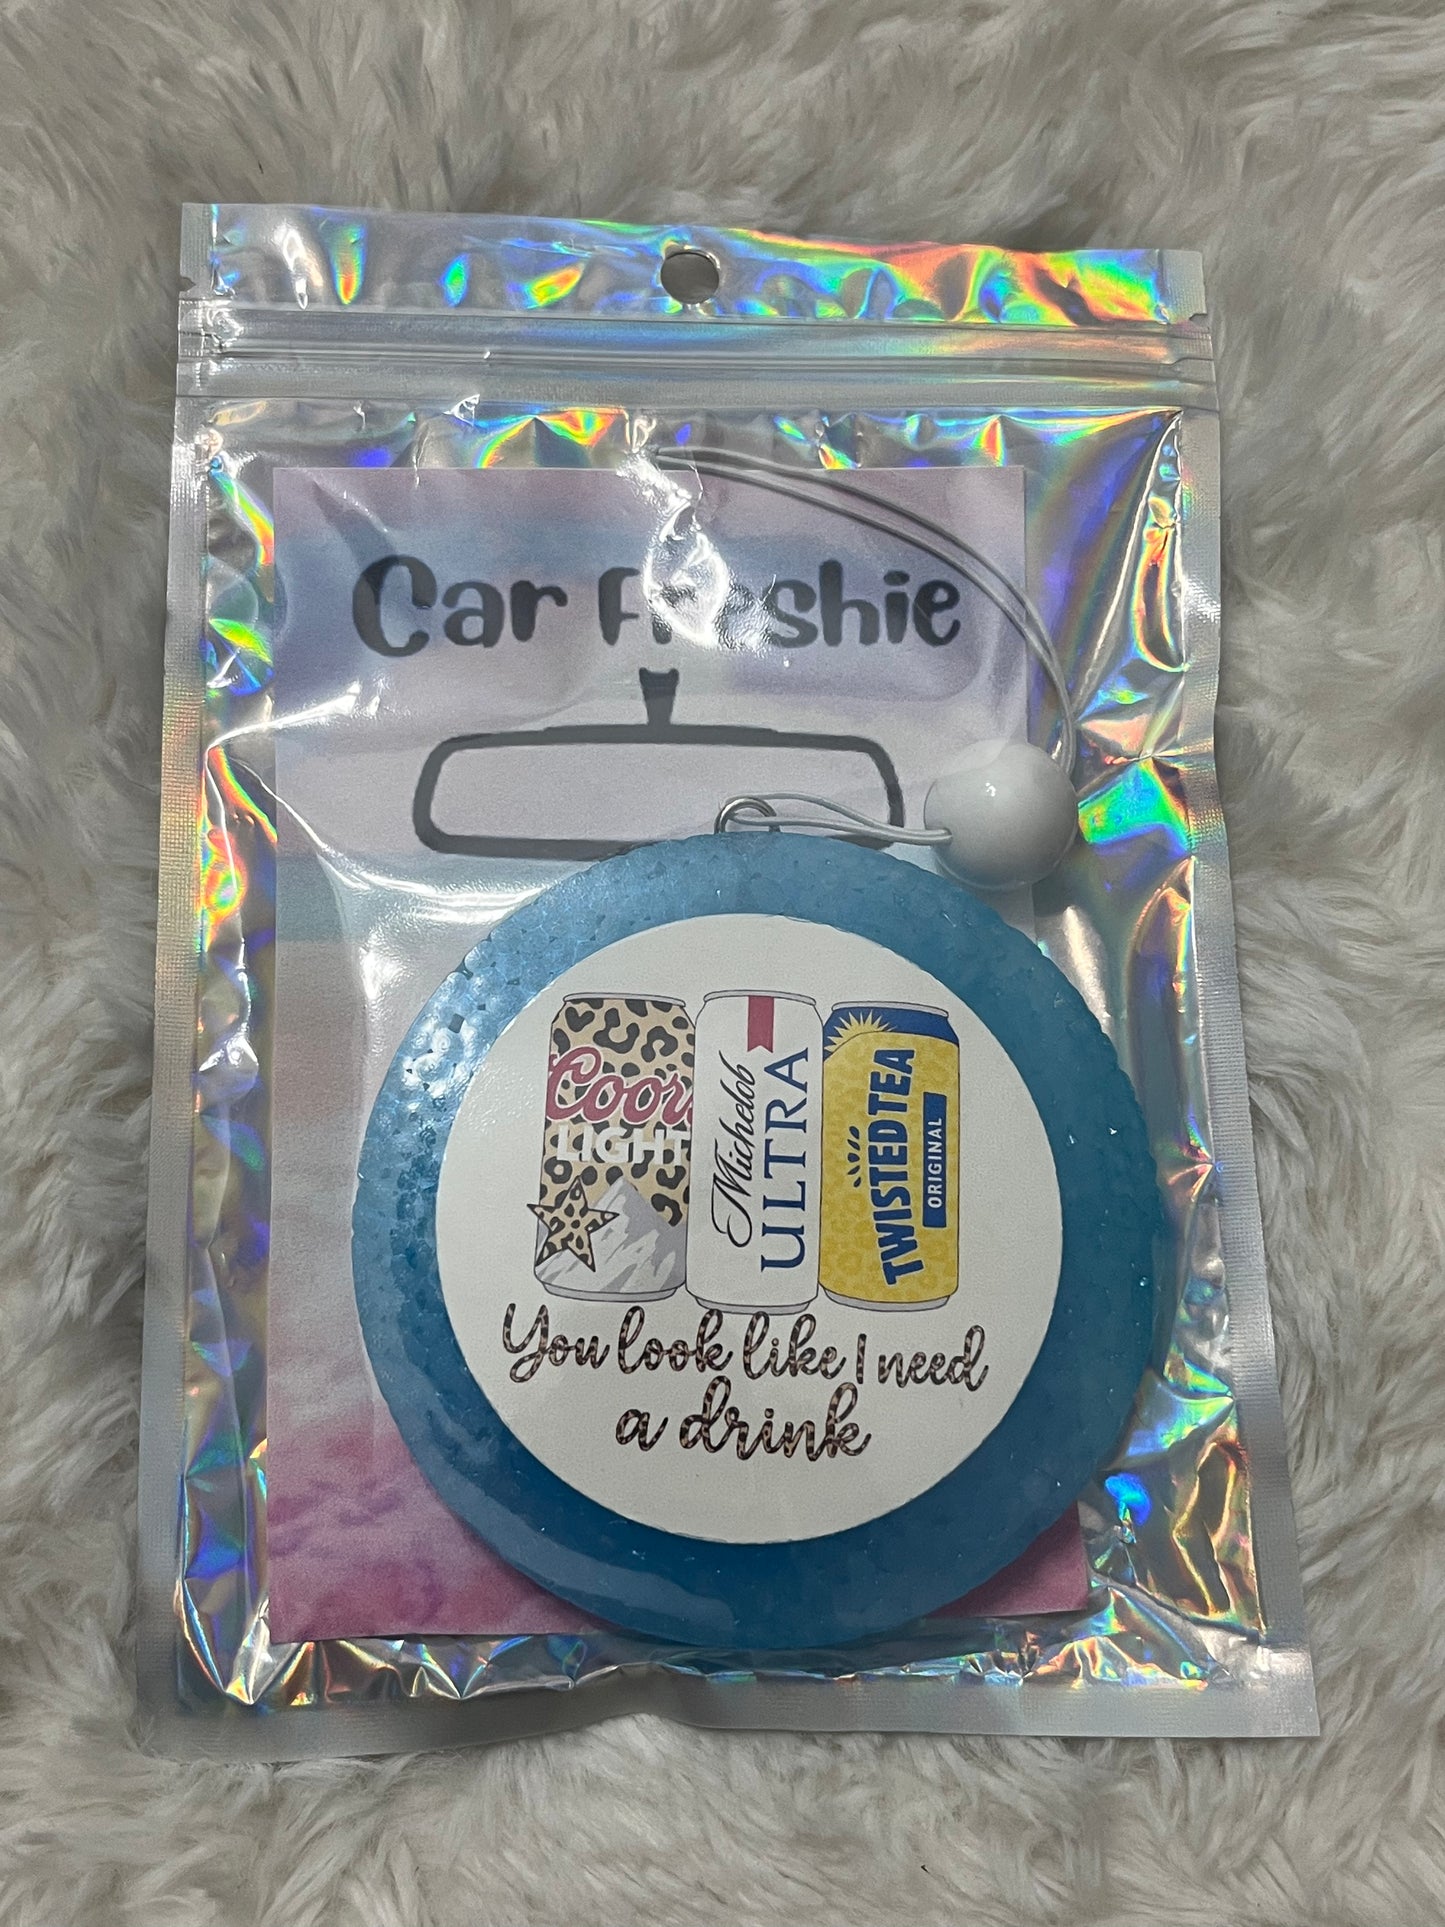 Car Freshie
Coors
LIGHT
Michelob
ULTRA
TWISTED TEA
ORIGINAL
You look like I need
a drink